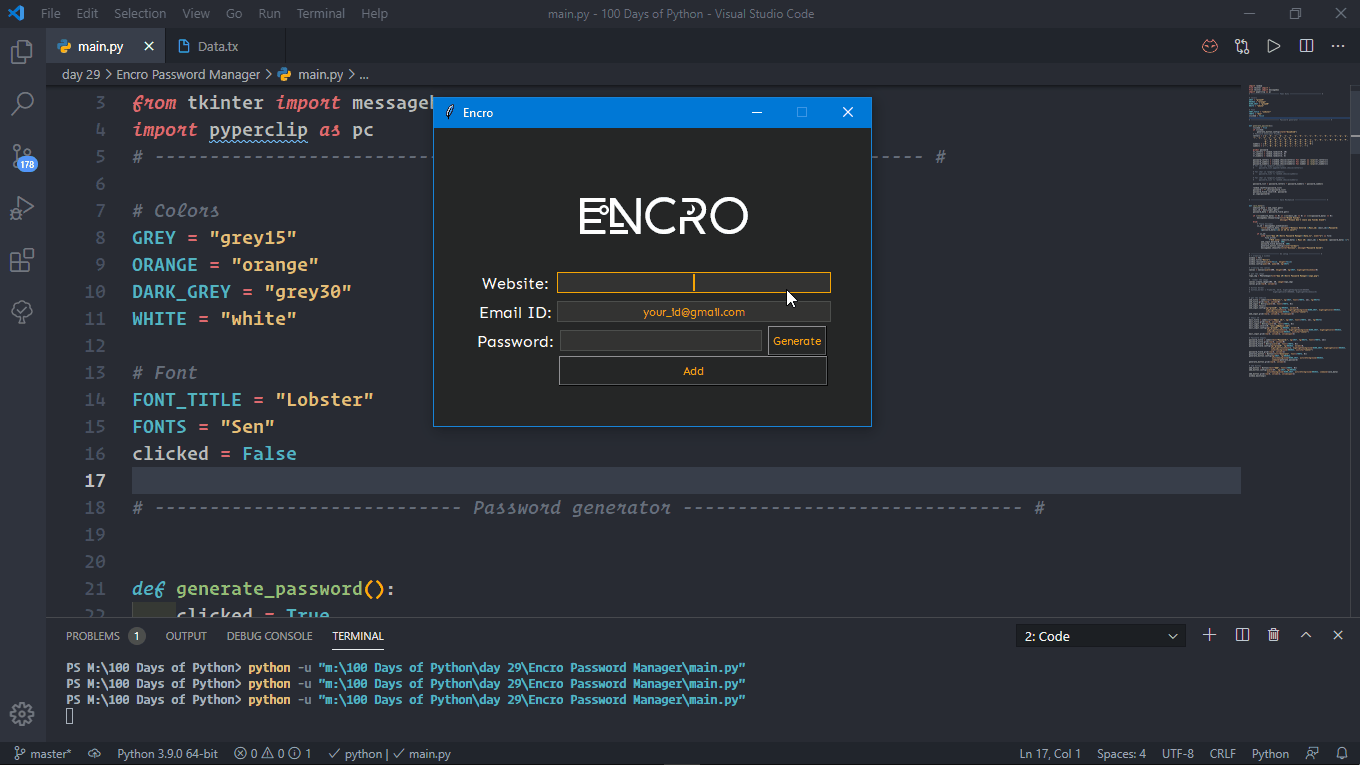 File Edit Selection View Go Run Terminal Help main.py - 100 Days of Python - Visual Studio Code
main.py Data.tx
day 29 > Encro Password Manager > main.py > ...
3 from tkinter import message
4 import pyperclip as pc
5 # ---------------------------- ----- #
6
7 # Colors
8 GREY = "grey15"
9 ORANGE = "orange"
10 DARK_GREY = "grey30"
11 WHITE = "white"
12
13 # Font
14 FONT_TITLE = "Lobster"
15 FONTS = "Sen"
16 clicked = False
17
18 # ---------------------------- Password generator ------------------------------- #
19
20
21 def generate_password():
22 clicked = True
Encro
ENCRO
Website:
Email ID: your_id@gmail.com
Password: Generate
Add
178
PROBLEMS 1 OUTPUT DEBUG CONSOLE TERMINAL 2: Code
PS M:\100 Days of Python> python -u "m:\100 Days of Python\day 29\Encro Password Manager\main.py"
PS M:\100 Days of Python> python -u "m:\100 Days of Python\day 29\Encro Password Manager\main.py"
PS M:\100 Days of Python> python -u "m:\100 Days of Python\day 29\Encro Password Manager\main.py"
master* Python 3.9.0 64-bit 0 0 1 python | main.py Ln 17, Col 1 Spaces: 4 UTF-8 CRLF Python